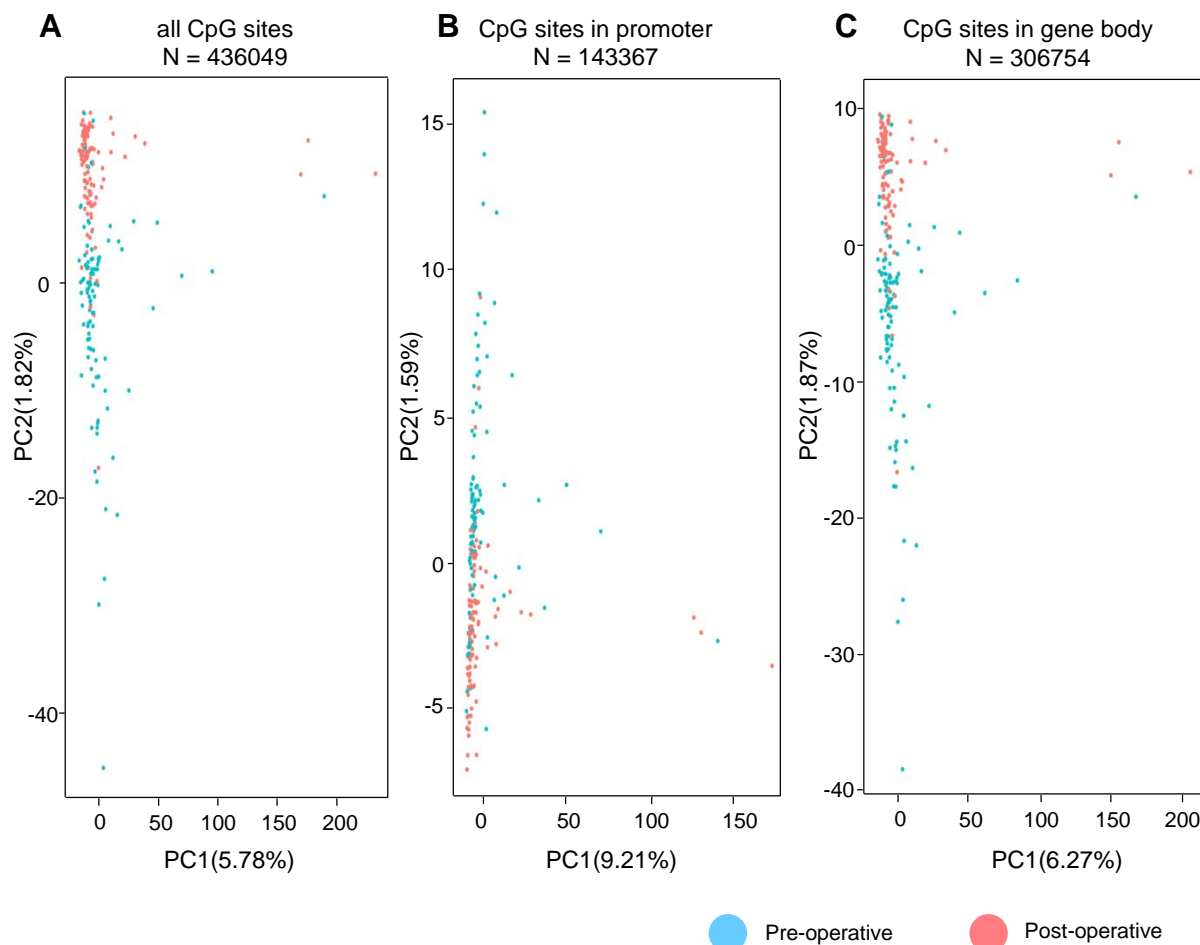 A
all CpG sites
N = 436049
PC2(1.82%)
0
-20
-40
0
50
100
150
200
PC1(5.78%)
B
CpG sites in promoter
N = 143367
PC2(1.59%)
15
10
5
0
-5
0
50
100
150
PC1(9.21%)
C
CpG sites in gene body
N = 306754
PC2(1.87%)
10
0
-10
-20
-30
-40
0
50
100
150
200
PC1(6.27%)
Pre-operative
Post-operative